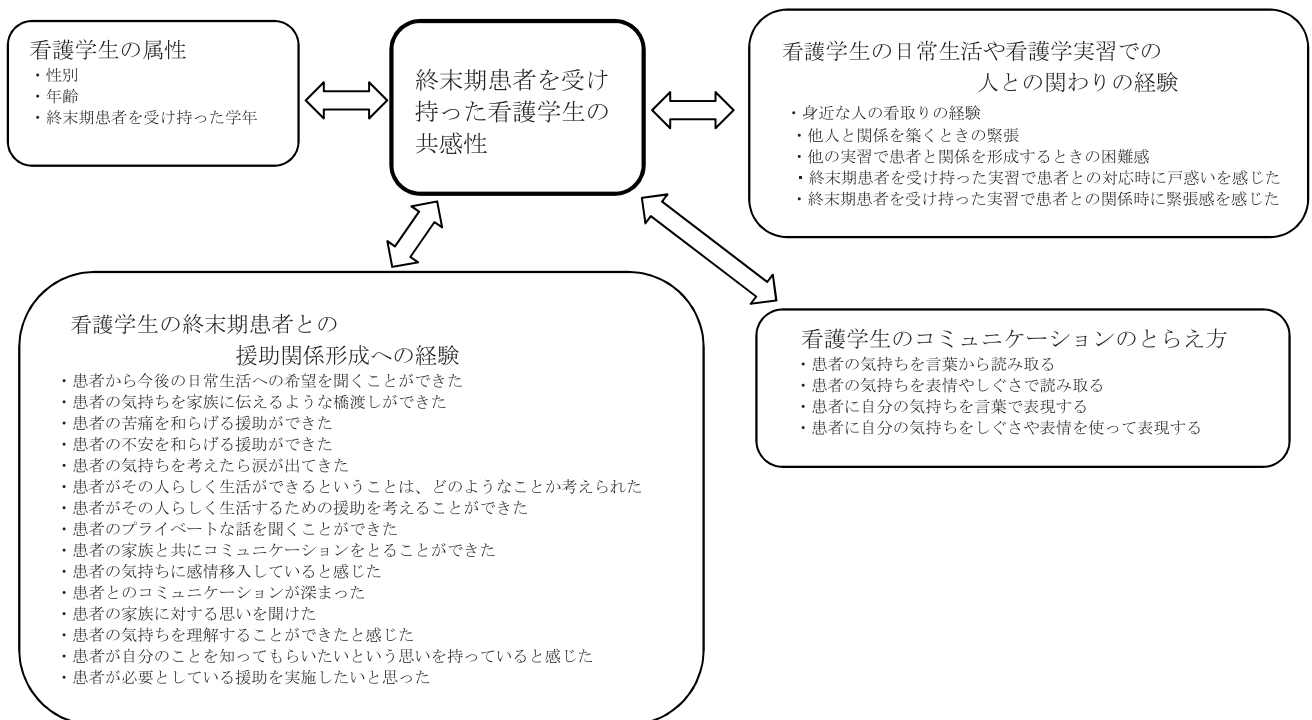 看護学生の属性
・性別
・年齢
・終末期患者を受け持った学年
終末期患者を受け
持った看護学生の
共感性
看護学生の日常生活や看護学実習での
人との関わりの経験
・身近な人の看取りの経験
・他人と関係を築くときの緊張
・他の実習で患者と関係を形成するときの困難感
・終末期患者を受け持った実習で患者との対応時に戸惑いを感じた
・終末期患者を受け持った実習で患者との関係時に緊張感を感じた
看護学生の終末期患者との
援助関係形成への経験
・患者から今後の日常生活への希望を聞くことができた
・患者の気持ちを家族に伝えるような橋渡しができた
・患者の苦痛を和らげる援助ができた
・患者の不安を和らげる援助ができた
・患者の気持ちを考えたら涙が出てきた
・患者がその人らしく生活ができるということは、どのようなことか考えられた
・患者がその人らしく生活するための援助を考えることができた
・患者のプライベートな話を聞くことができた
・患者の家族と共にコミュニケーションをとることができた
・患者の気持ちに感情移入していると感じた
・患者とのコミュニケーションが深まった
・患者の家族に対する思いを聞けた
・患者の気持ちを理解することができたと感じた
・患者が自分のことを知ってもらいたいという思いを持っていると感じた
・患者が必要としている援助を実施したいと思った
看護学生のコミュニケーションのとらえ方
・患者の気持ちを言葉から読み取る
・患者の気持ちを表情やしぐさで読み取る
・患者に自分の気持ちを言葉で表現する
・患者に自分の気持ちをしぐさや表情を使って表現する